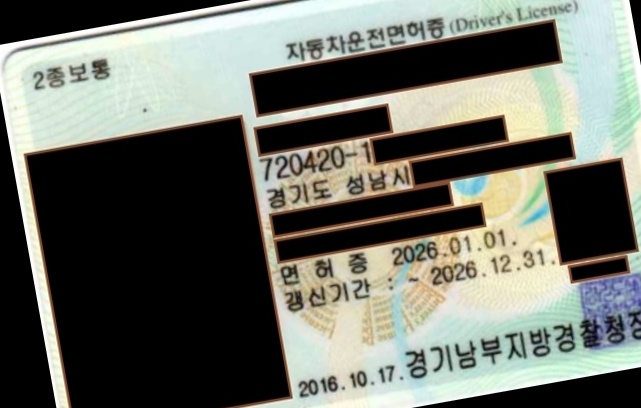 자동차운전면허증 (Driver's License)
2종보통
720420-1
경기도 성남시
면 허 증 2026.01.01.
갱신기간 : ~ 2026.12.31.
2016.10.17. 경기남부지방경찰청장